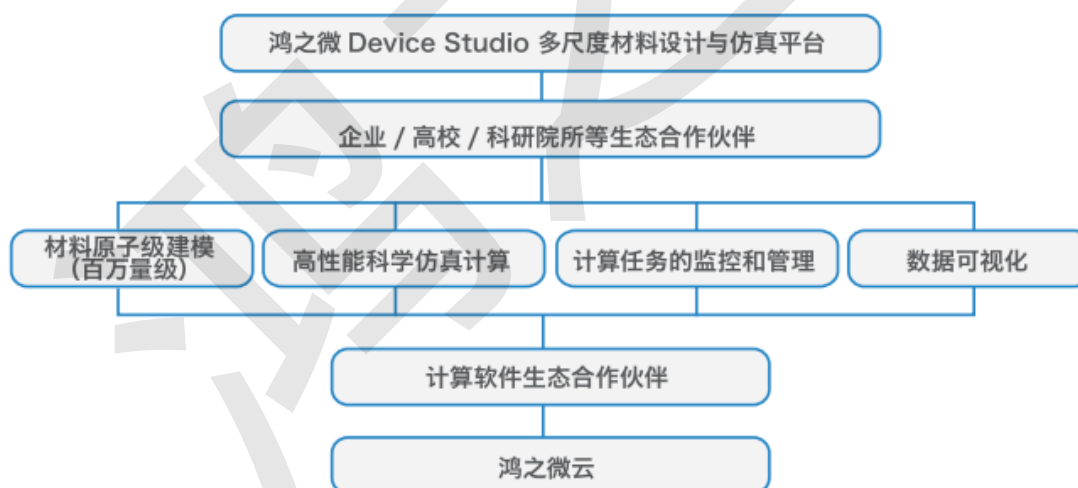 鸿之微 Device Studio 多尺度材料设计与仿真平台
企业 / 高校 / 科研院所等生态合作伙伴
材料原子级建模
（百万量级）
高性能科学仿真计算
计算任务的监控和管理
数据可视化
计算软件生态合作伙伴
鸿之微云